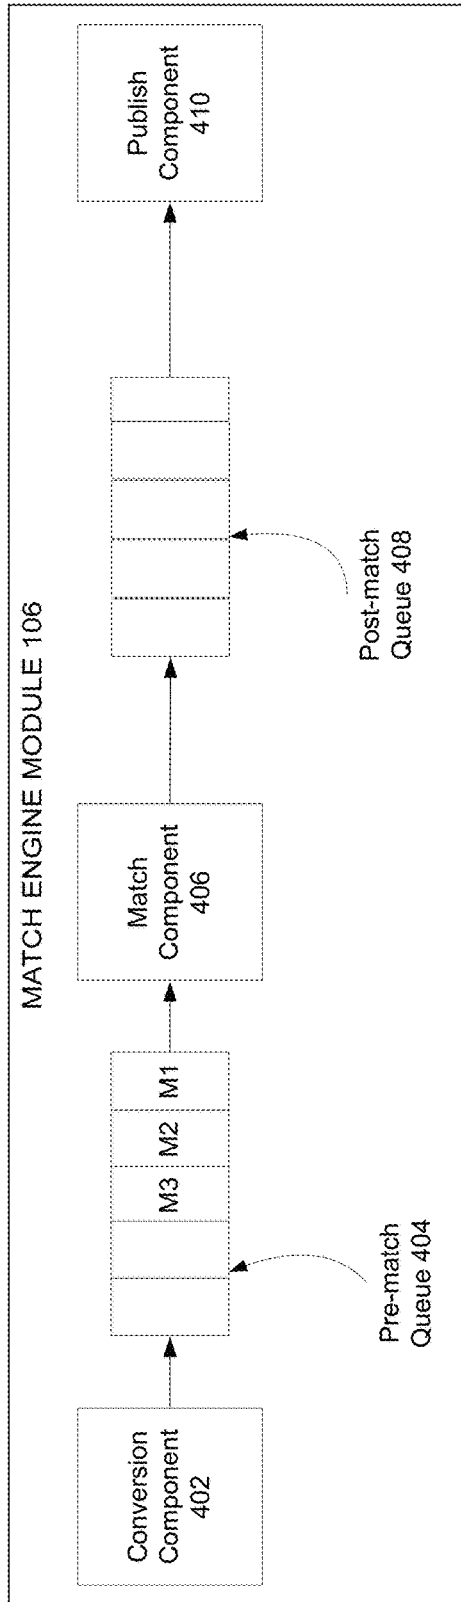 MATCH ENGINE MODULE 106
Conversion
Component
402
M3
M2
M1
Pre-match
Queue 404
Match
Component
406
Post-match
Queue 408
Publish
Component
410